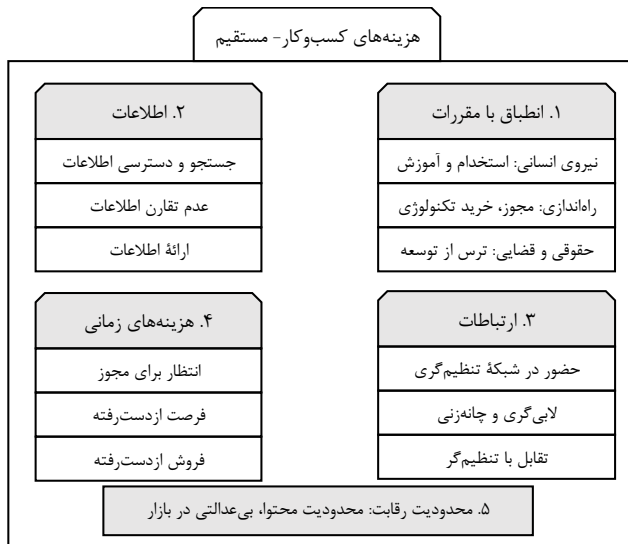 هزینه‌های کسب‌وکار- مستقیم
۱. انطباق با مقررات
نیروی انسانی: استخدام و آموزش
راه‌اندازی: مجوز، خرید تکنولوژی
حقوقی و قضایی: ترس از توسعه
۲. اطلاعات
جستجو و دسترسی اطلاعات
عدم تقارن اطلاعات
ارائۀ اطلاعات
۳. ارتباطات
حضور در شبکۀ تنظیم‌گری
لابی‌گری و چانه‌زنی
تقابل با تنظیم‌گر
۴. هزینه‌های زمانی
انتظار برای مجوز
فرصت ازدست‌رفته
فروش ازدست‌رفته
۵. محدودیت رقابت: محدودیت محتوا، بی‌عدالتی در بازار